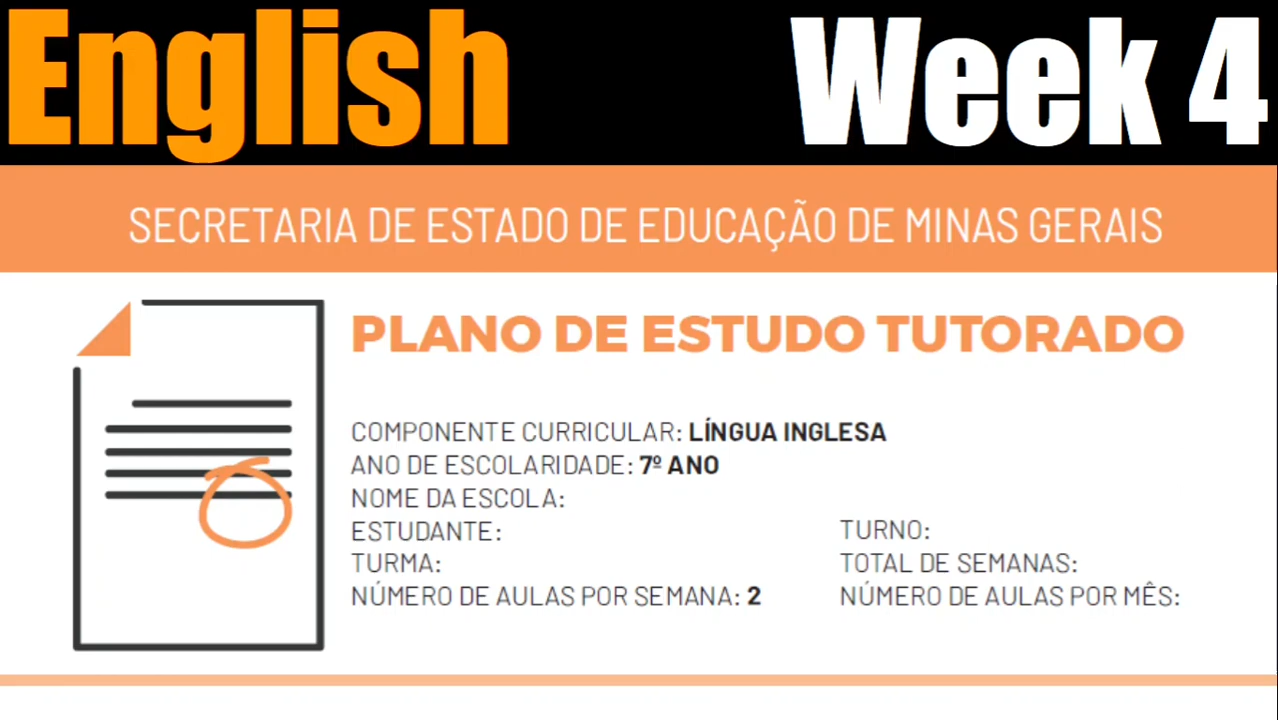 English Week 4
SECRETARIA DE ESTADO DE EDUCAÇÃO DE MINAS GERAIS
PLANO DE ESTUDO TUTORADO
COMPONENTE CURRICULAR: LÍNGUA INGLESA
ANO DE ESCOLARIDADE: 7º ANO
NOME DA ESCOLA:
ESTUDANTE: TURNO:
TURMA: TOTAL DE SEMANAS:
NÚMERO DE AULAS POR SEMANA: 2 NÚMERO DE AULAS POR MÊS: